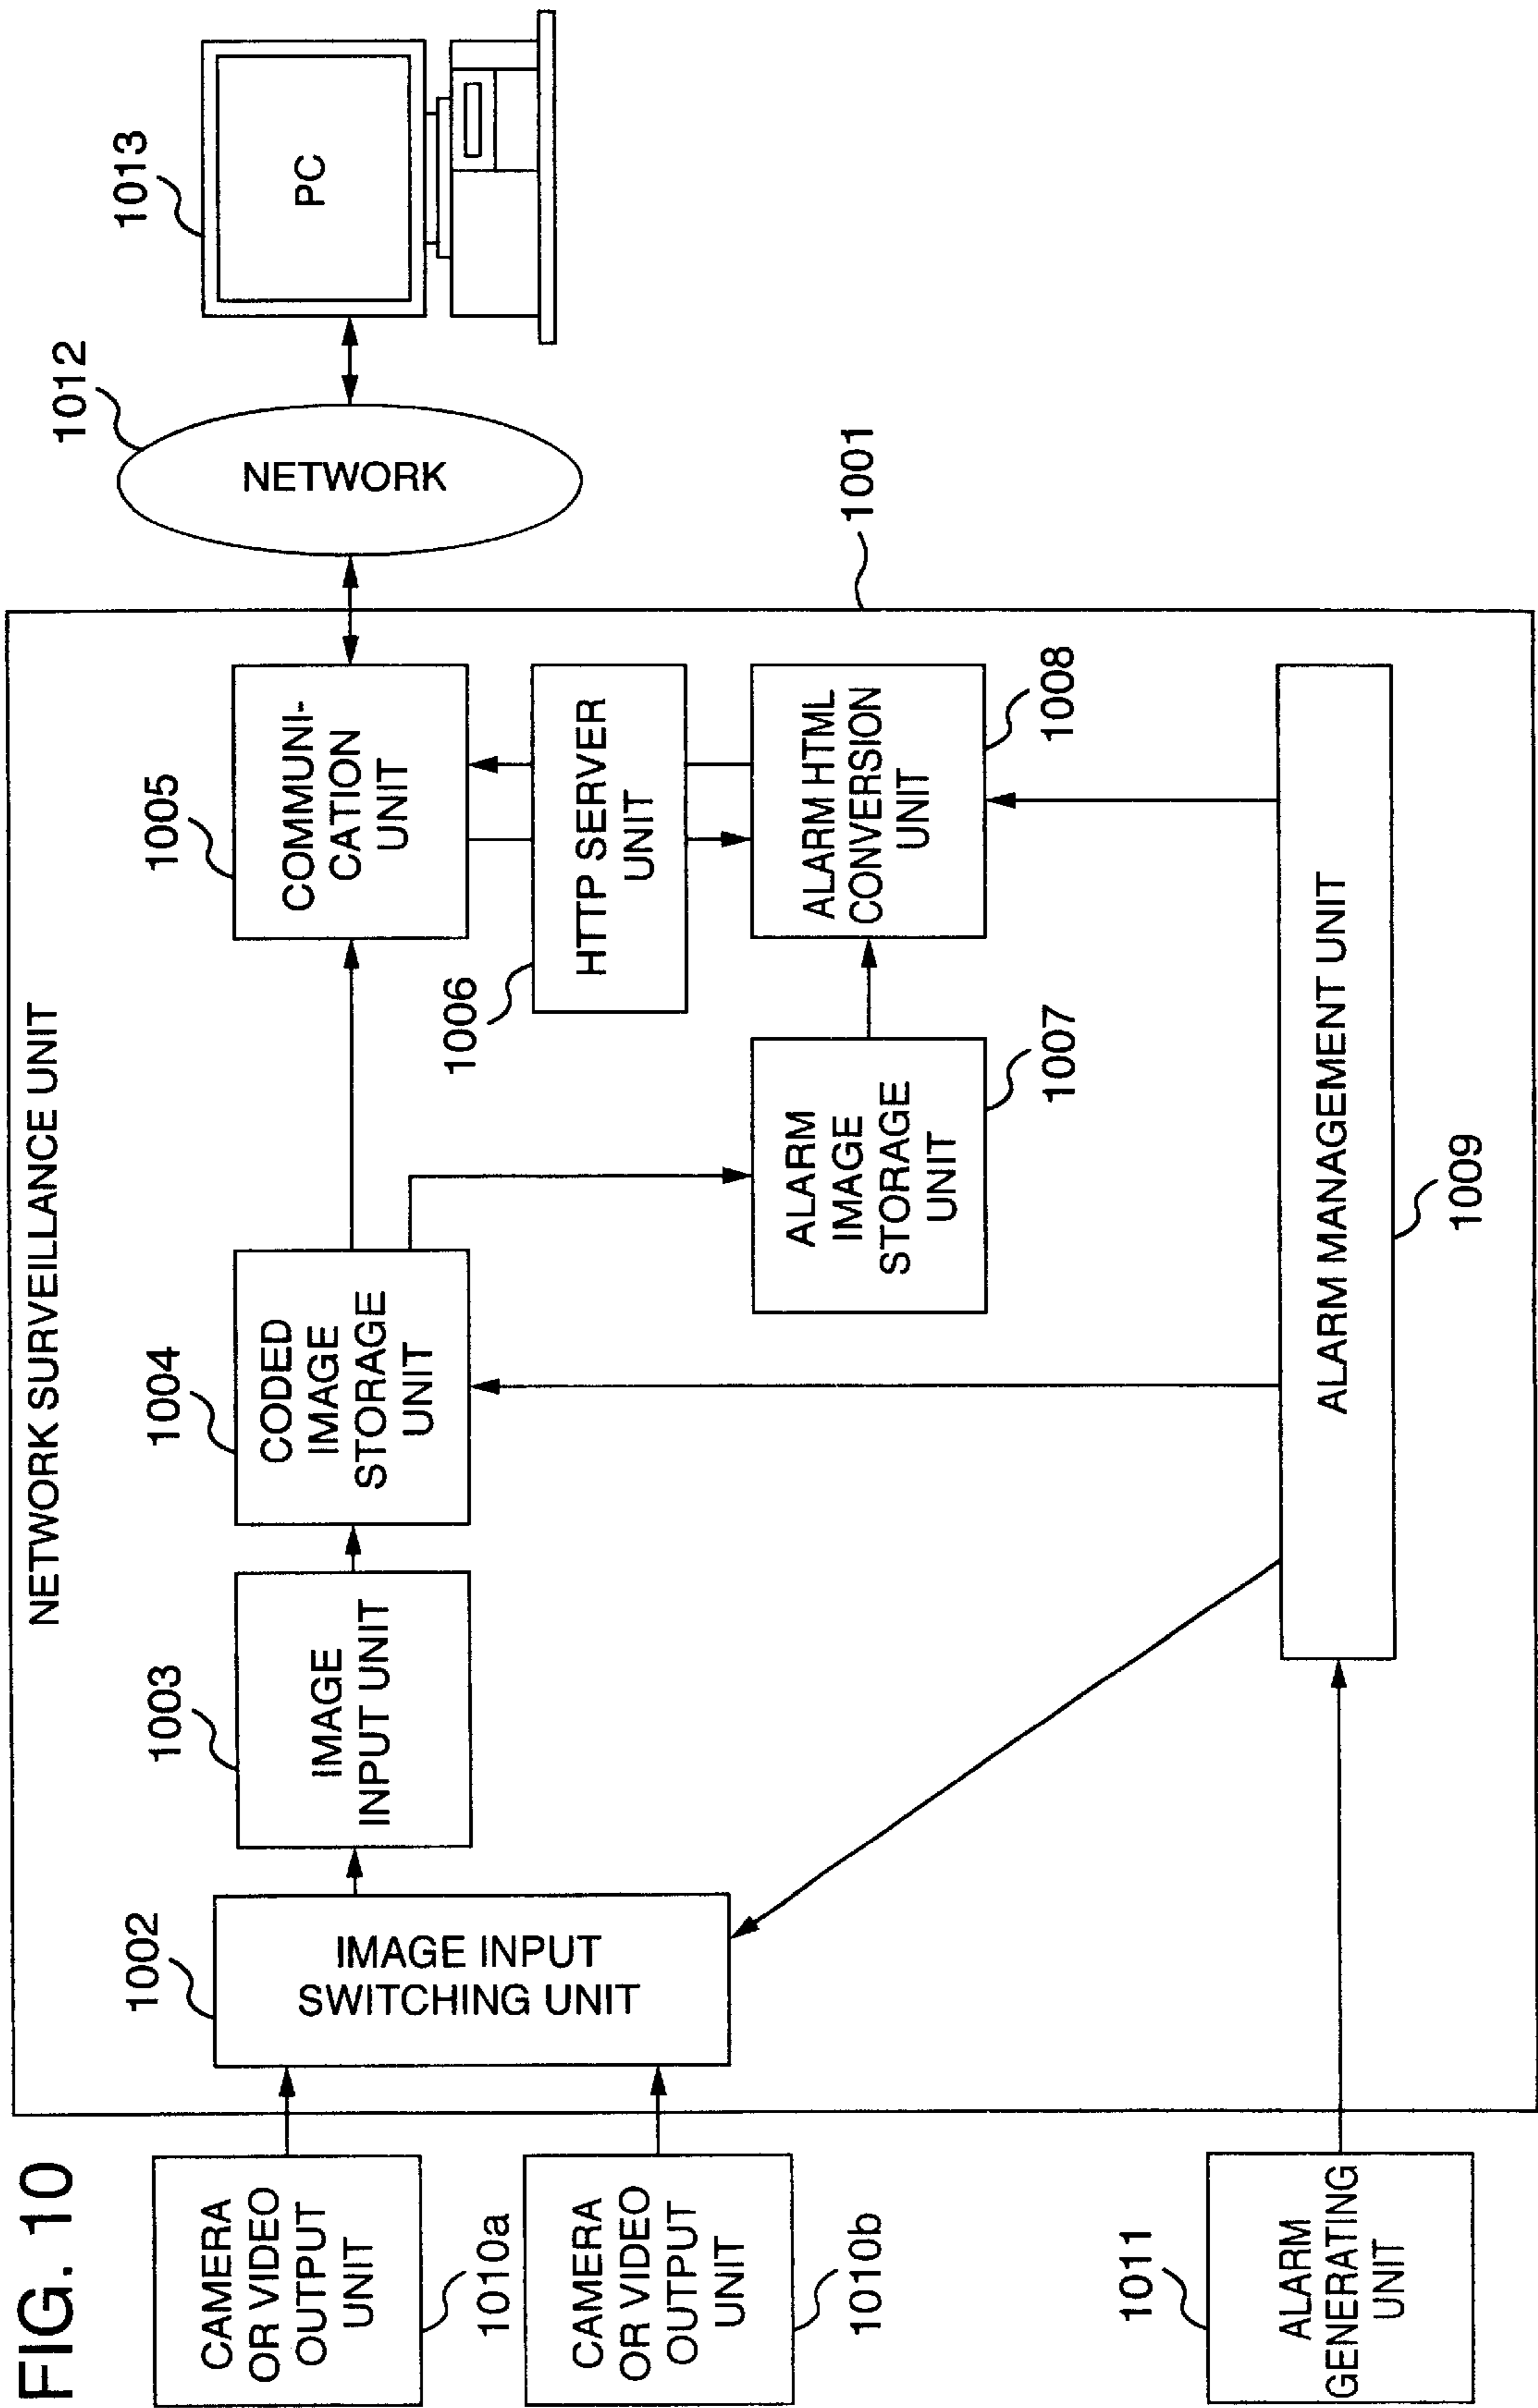 FIG. 10
NETWORK SURVEILLANCE UNIT
1001
CAMERA
OR VIDEO
OUTPUT
UNIT
1010a
CAMERA
OR VIDEO
OUTPUT
UNIT
1010b
ALARM
GENERATING
UNIT
1011
1002
IMAGE INPUT
SWITCHING UNIT
1003
IMAGE
INPUT UNIT
1004
CODED
IMAGE
STORAGE
UNIT
1005
COMMUNI-
CATION
UNIT
1006
HTTP SERVER
UNIT
ALARM
IMAGE
STORAGE
UNIT
1007
ALARM HTML
CONVERSION
UNIT
1008
ALARM MANAGEMENT UNIT
1009
1012
NETWORK
1013
PC